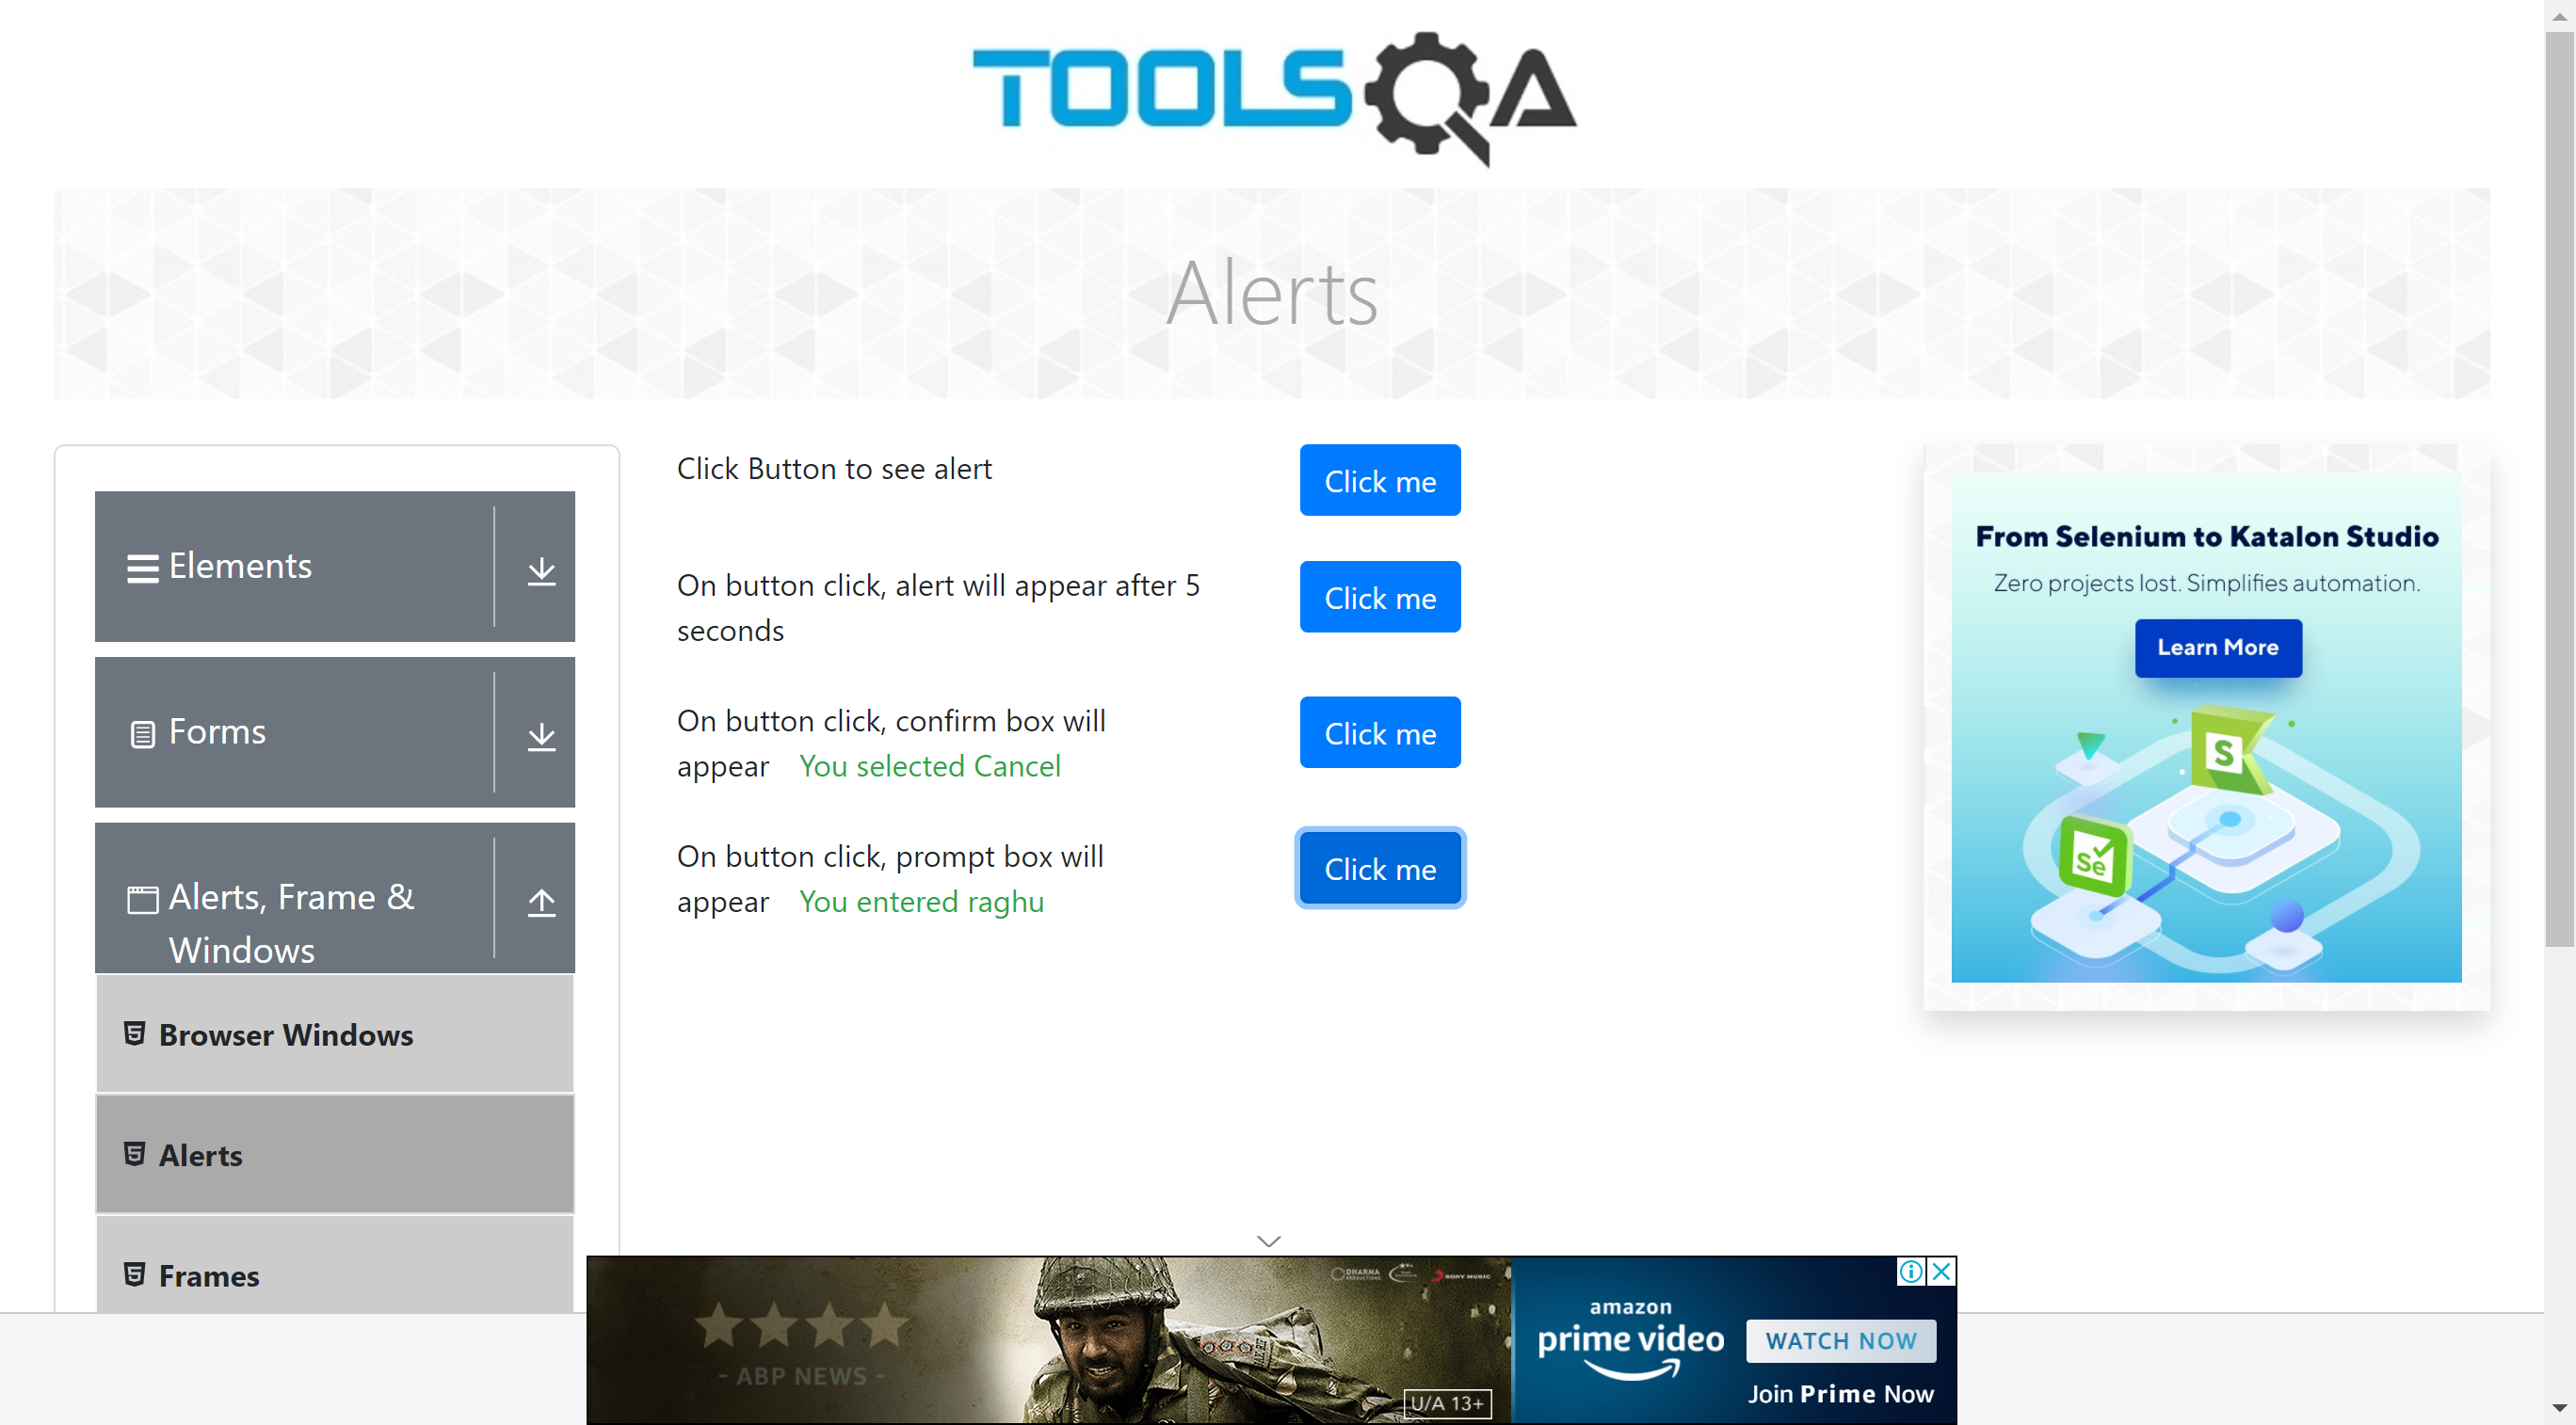 TOOLSQA
Alerts
Elements
Forms
Alerts, Frame &
Windows
Browser Windows
Alerts
Frames
Click Button to see alert
Click me
On button click, alert will appear after 5
seconds
Click me
On button click, confirm box will
appear You selected Cancel
Click me
On button click, prompt box will
appear You entered raghu
Click me
From Selenium to Katalon Studio
Zero projects lost. Simplifies automation.
Learn More
S
Se
- ABP NEWS -
DHARMA
PRODUCTIONS
SONY MUSIC
U/A 13+
amazon
prime video
WATCH NOW
Join Prime Now